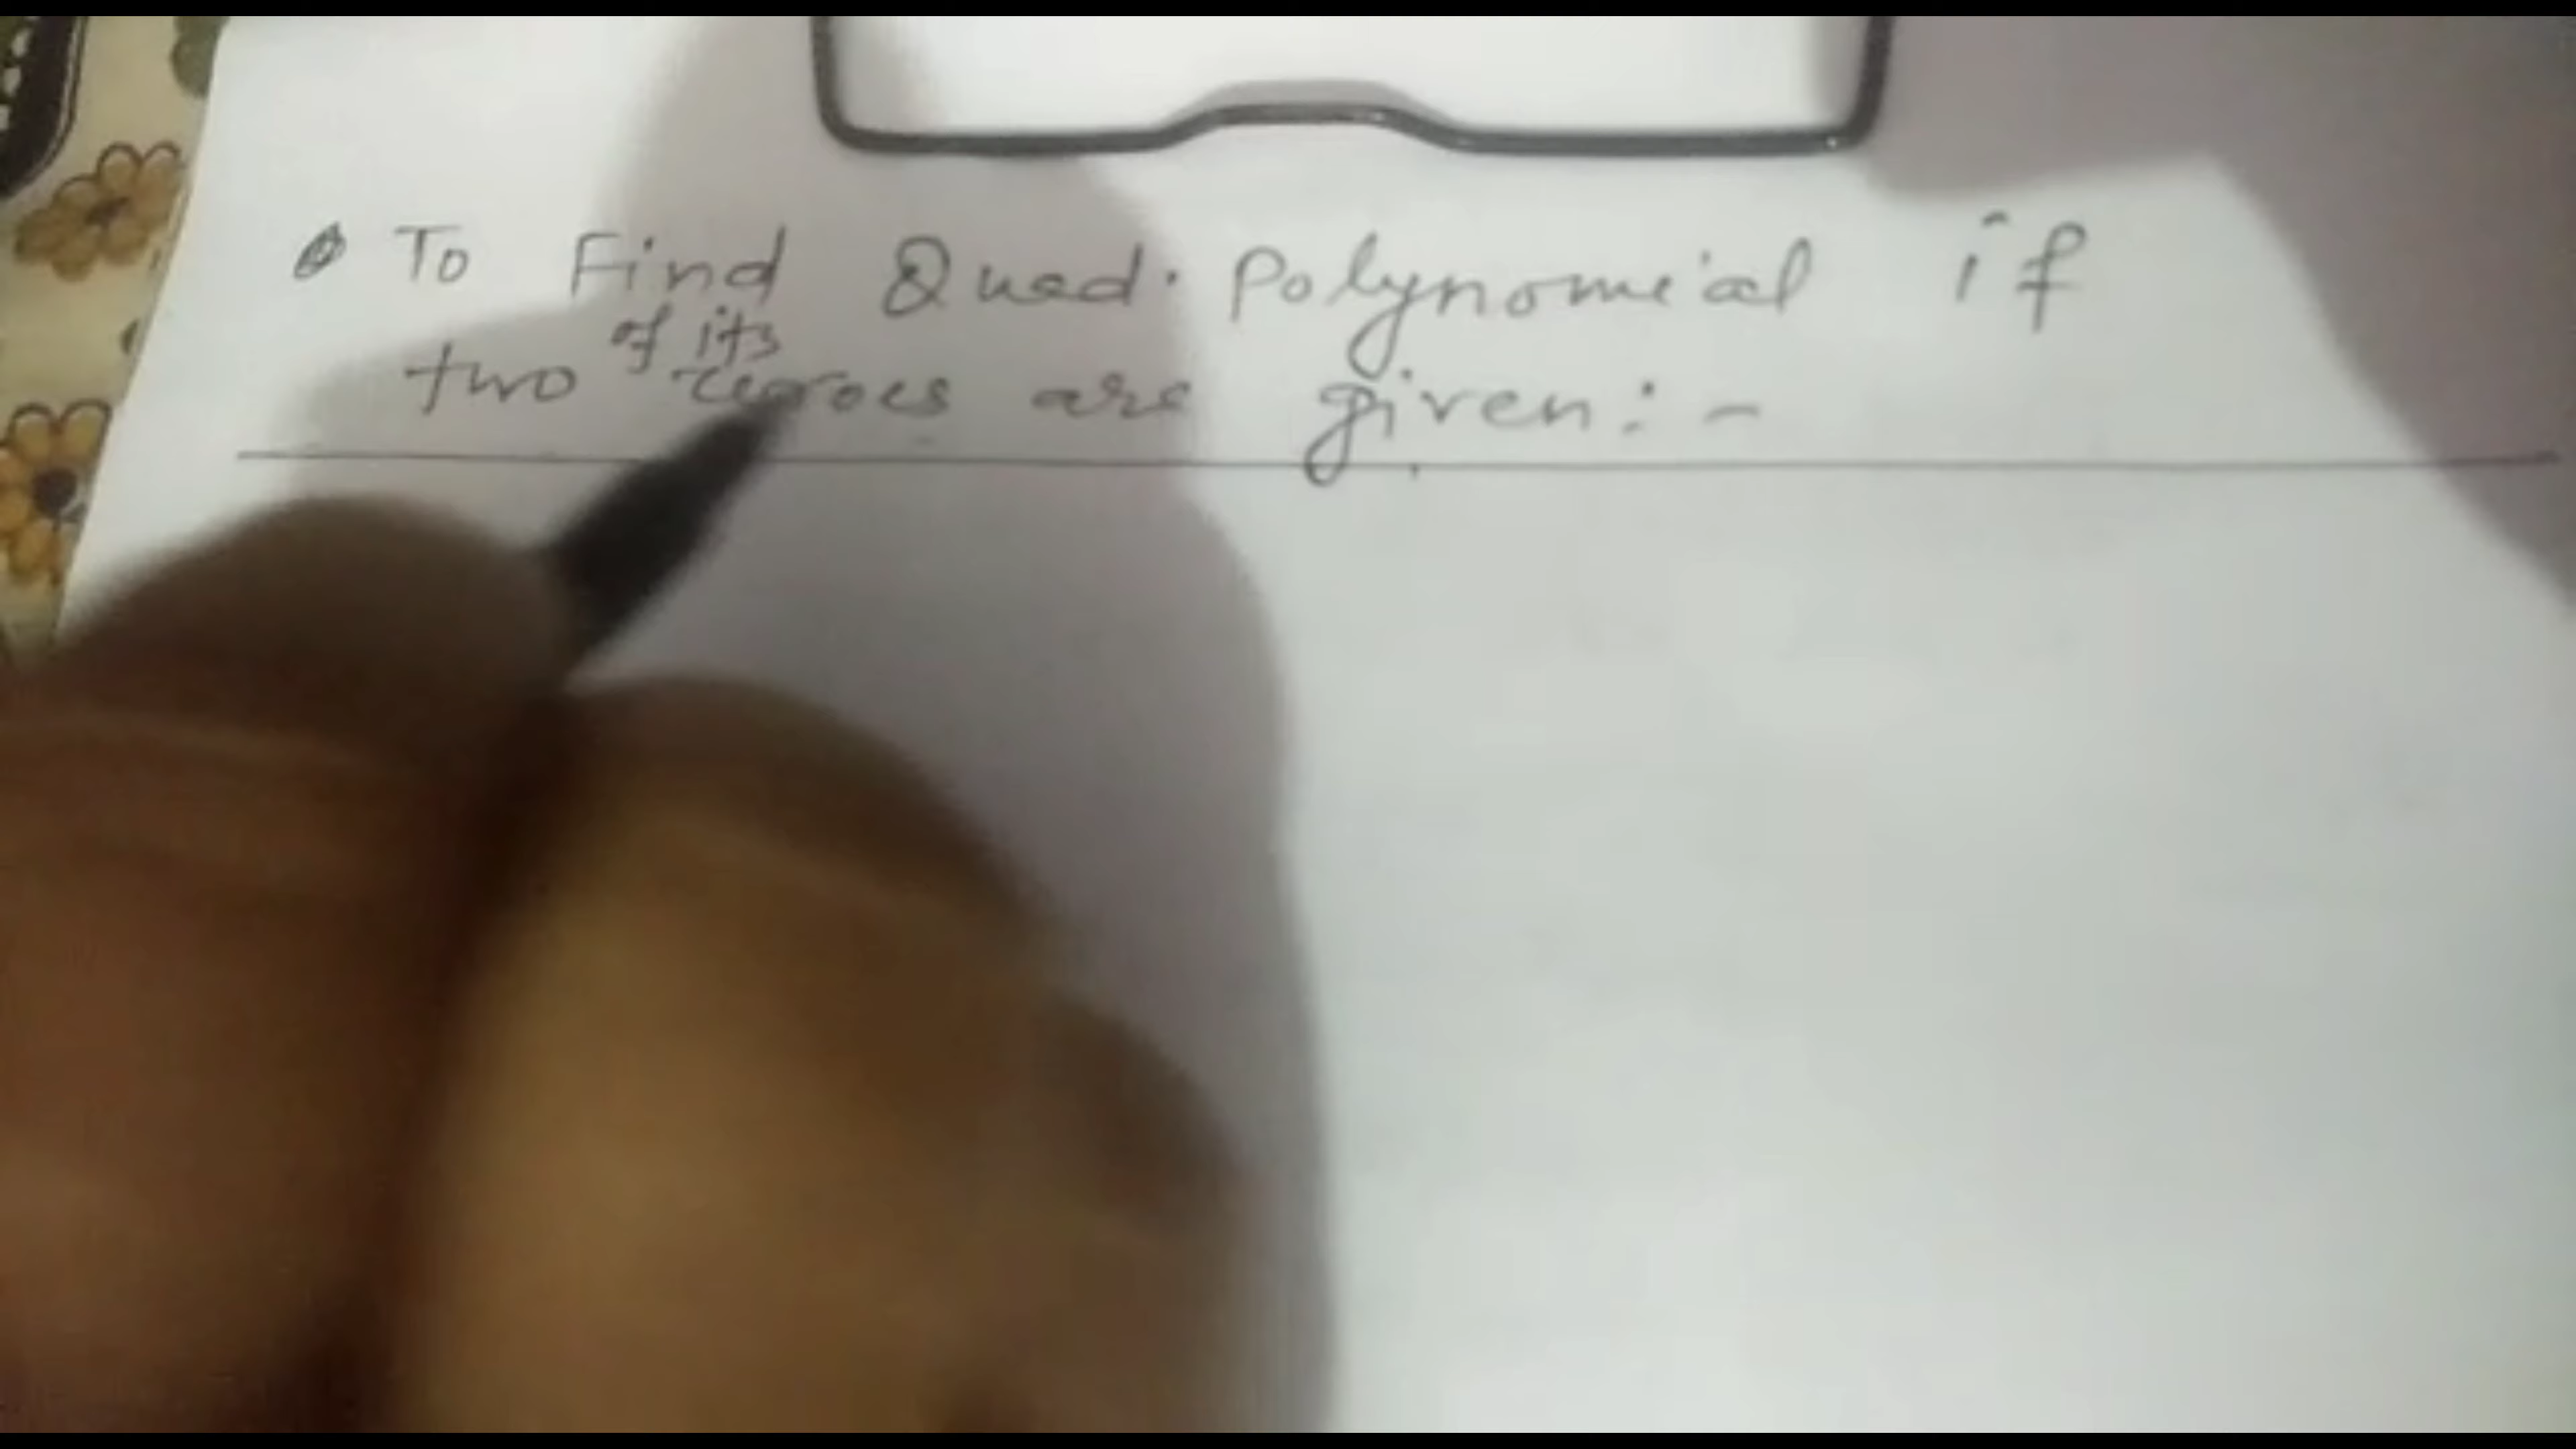 To Find Quad. Polynomial if
two of its zeroes are given:-